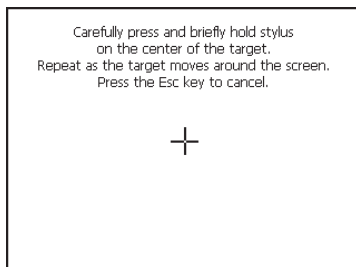 Carefully press and briefly hold stylus
on the center of the target.
Repeat as the target moves around the screen.
Press the Esc key to cancel.